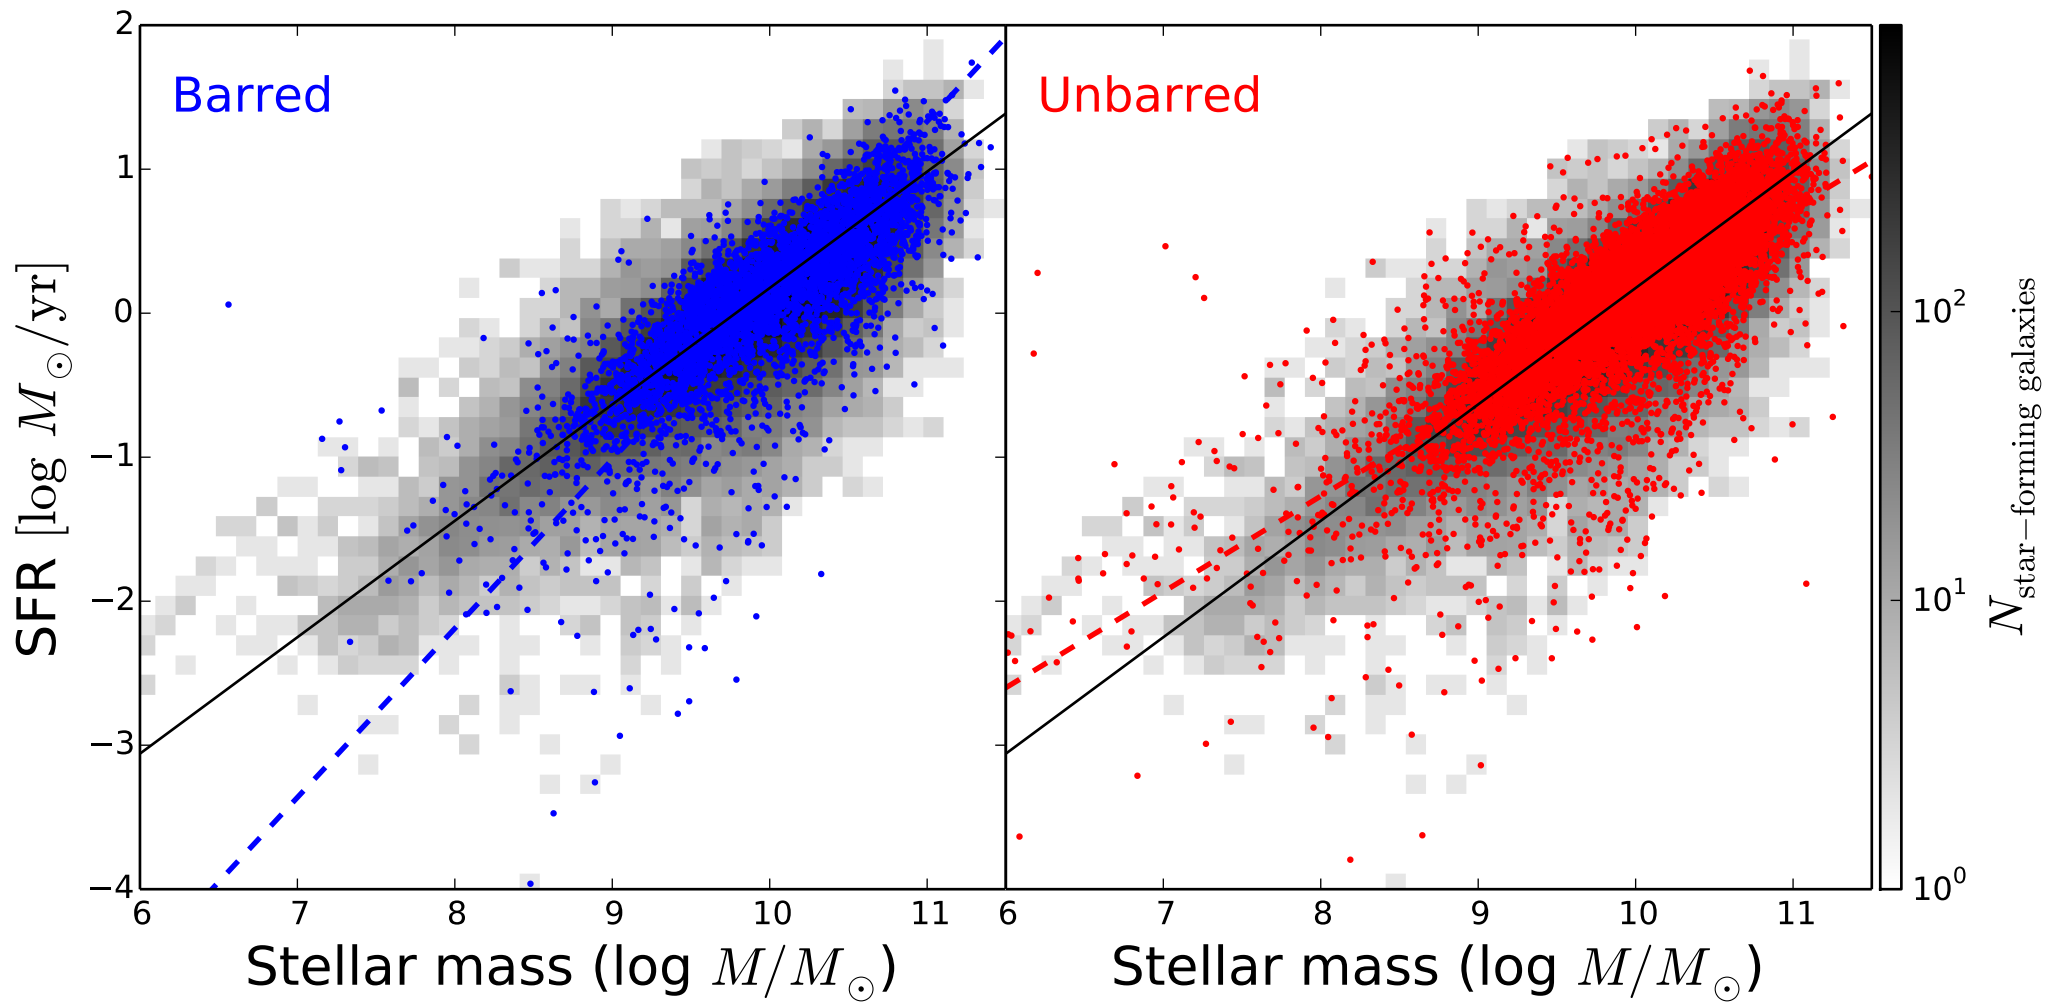 Barred
Unbarred
SFR [log M⊙/yr]
2
1
0
−1
−2
−3
−4
6 7 8 9 10 11
6 7 8 9 10 11
Stellar mass (log M/M⊙)
Stellar mass (log M/M⊙)
10²
10¹
10⁰
N star−forming galaxies